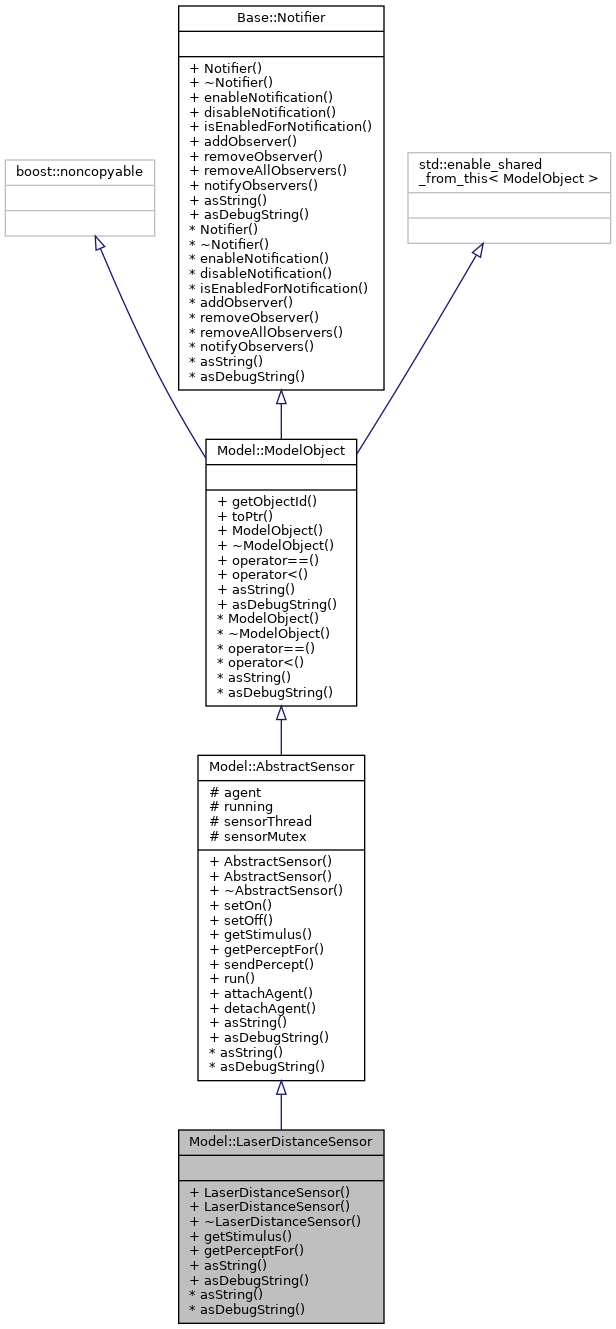 Base::Notifier
+ Notifier()
+ ~Notifier()
+ enableNotification()
+ disableNotification()
+ isEnabledForNotification()
+ addObserver()
+ removeObserver()
+ removeAllObservers()
+ notifyObservers()
+ asString()
+ asDebugString()
* Notifier()
* ~Notifier()
* enableNotification()
* disableNotification()
* isEnabledForNotification()
* addObserver()
* removeObserver()
* removeAllObservers()
* notifyObservers()
* asString()
* asDebugString()
boost::noncopyable
std::enable_shared
_from_this< ModelObject >
Model::ModelObject
+ getObjectId()
+ toPtr()
+ ModelObject()
+ ~ModelObject()
+ operator==()
+ operator<()
+ asString()
+ asDebugString()
* ModelObject()
* ~ModelObject()
* operator==()
* operator<()
* asString()
* asDebugString()
Model::AbstractSensor
# agent
# running
# sensorThread
# sensorMutex
+ AbstractSensor()
+ AbstractSensor()
+ ~AbstractSensor()
+ setOn()
+ setOff()
+ getStimulus()
+ getPerceptFor()
+ sendPercept()
+ run()
+ attachAgent()
+ detachAgent()
+ asString()
+ asDebugString()
* asString()
* asDebugString()
Model::LaserDistanceSensor
+ LaserDistanceSensor()
+ LaserDistanceSensor()
+ ~LaserDistanceSensor()
+ getStimulus()
+ getPerceptFor()
+ asString()
+ asDebugString()
* asString()
* asDebugString()